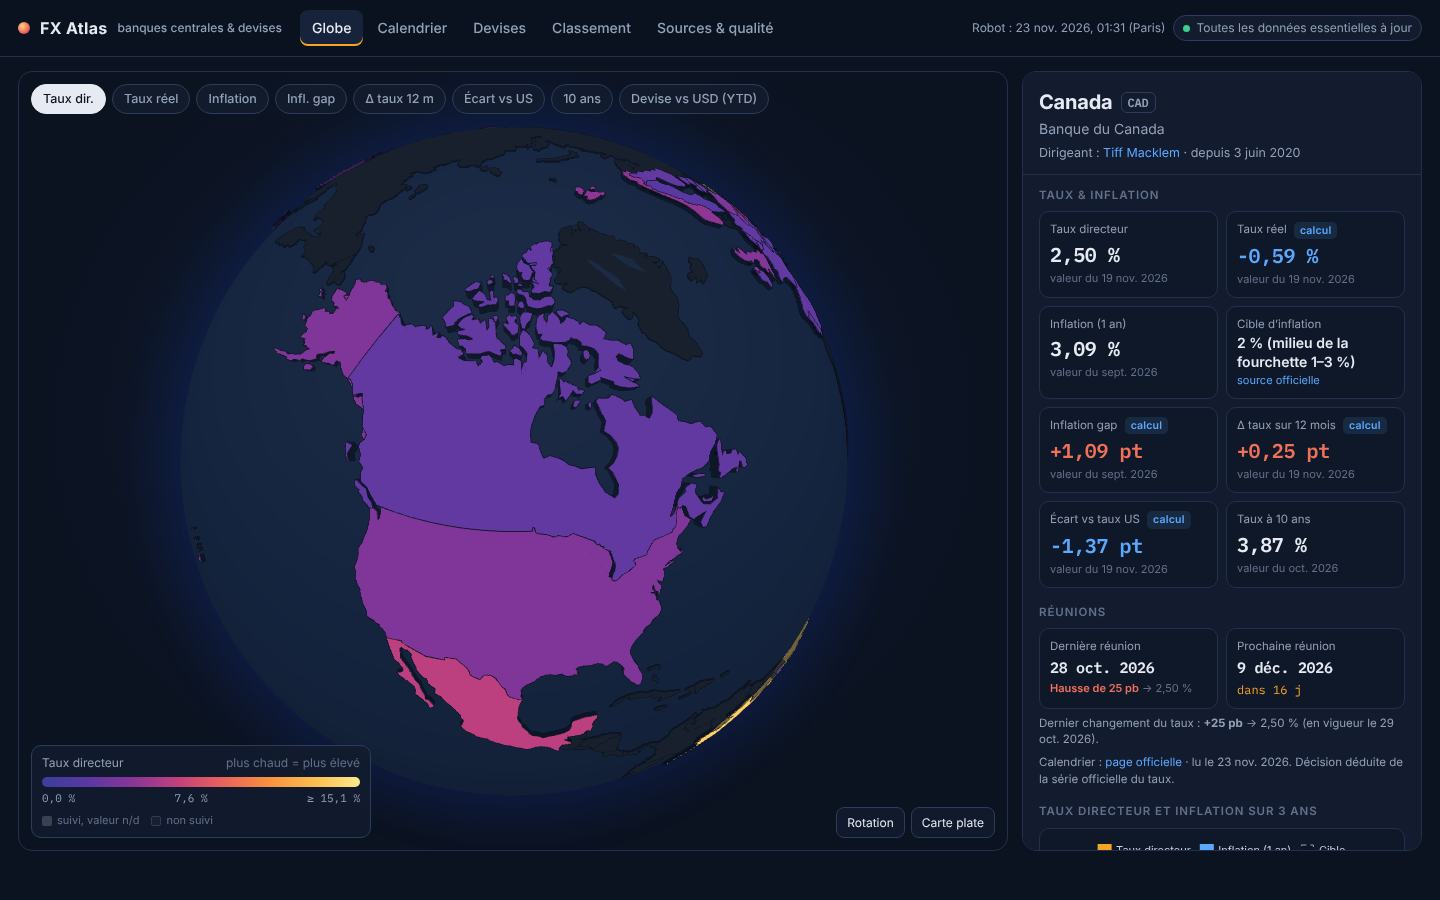 FX Atlas banques centrales & devises Globe Calendrier Devises Classement Sources & qualité Robot : 23 nov. 2026, 01:31 (Paris) Toutes les données essentielles à jour
Taux dir. Taux réel Inflation Infl. gap Δ taux 12 m Écart vs US 10 ans Devise vs USD (YTD)
Taux directeur plus chaud = plus élevé
0,0 % 7,6 % ≥ 15,1 %
suivi, valeur n/d non suivi
Rotation Carte plate
Canada CAD
Banque du Canada
Dirigeant : Tiff Macklem · depuis 3 juin 2020
TAUX & INFLATION
Taux directeur
2,50 %
valeur du 19 nov. 2026
Taux réel calcul
-0,59 %
valeur du 19 nov. 2026
Inflation (1 an)
3,09 %
valeur du sept. 2026
Cible d'inflation
2 % (milieu de la
fourchette 1–3 %)
source officielle
Inflation gap calcul
+1,09 pt
valeur du sept. 2026
Δ taux sur 12 mois calcul
+0,25 pt
valeur du 19 nov. 2026
Écart vs taux US calcul
-1,37 pt
valeur du 19 nov. 2026
Taux à 10 ans
3,87 %
valeur du oct. 2026
RÉUNIONS
Dernière réunion
28 oct. 2026
Hausse de 25 pb → 2,50 %
Prochaine réunion
9 déc. 2026
dans 16 j
Dernier changement du taux : +25 pb → 2,50 % (en vigueur le 29
oct. 2026).
Calendrier : page officielle · lu le 23 nov. 2026. Décision déduite de
la série officielle du taux.
TAUX DIRECTEUR ET INFLATION SUR 3 ANS
Taux directeur Inflation (1 an) Cible